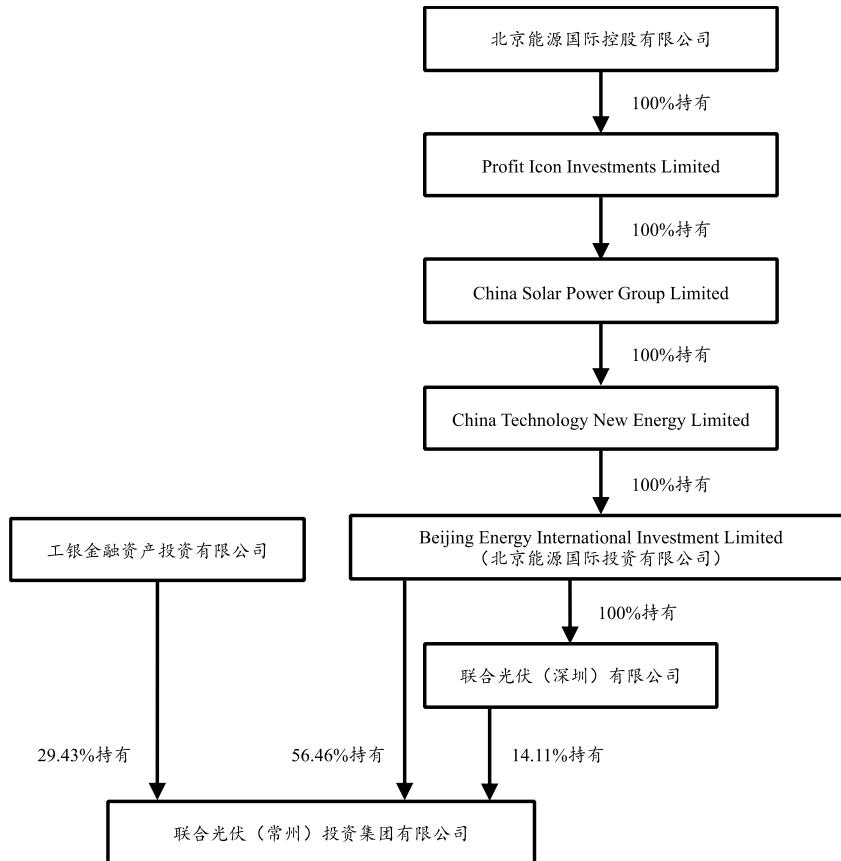 北京能源国际控股有限公司
100%持有
Profit Icon Investments Limited
100%持有
China Solar Power Group Limited
100%持有
China Technology New Energy Limited
100%持有
工银金融资产投资有限公司
Beijing Energy International Investment Limited
（北京能源国际投资有限公司）
100%持有
联合光伏（深圳）有限公司
29.43%持有
56.46%持有
14.11%持有
联合光伏（常州）投资集团有限公司